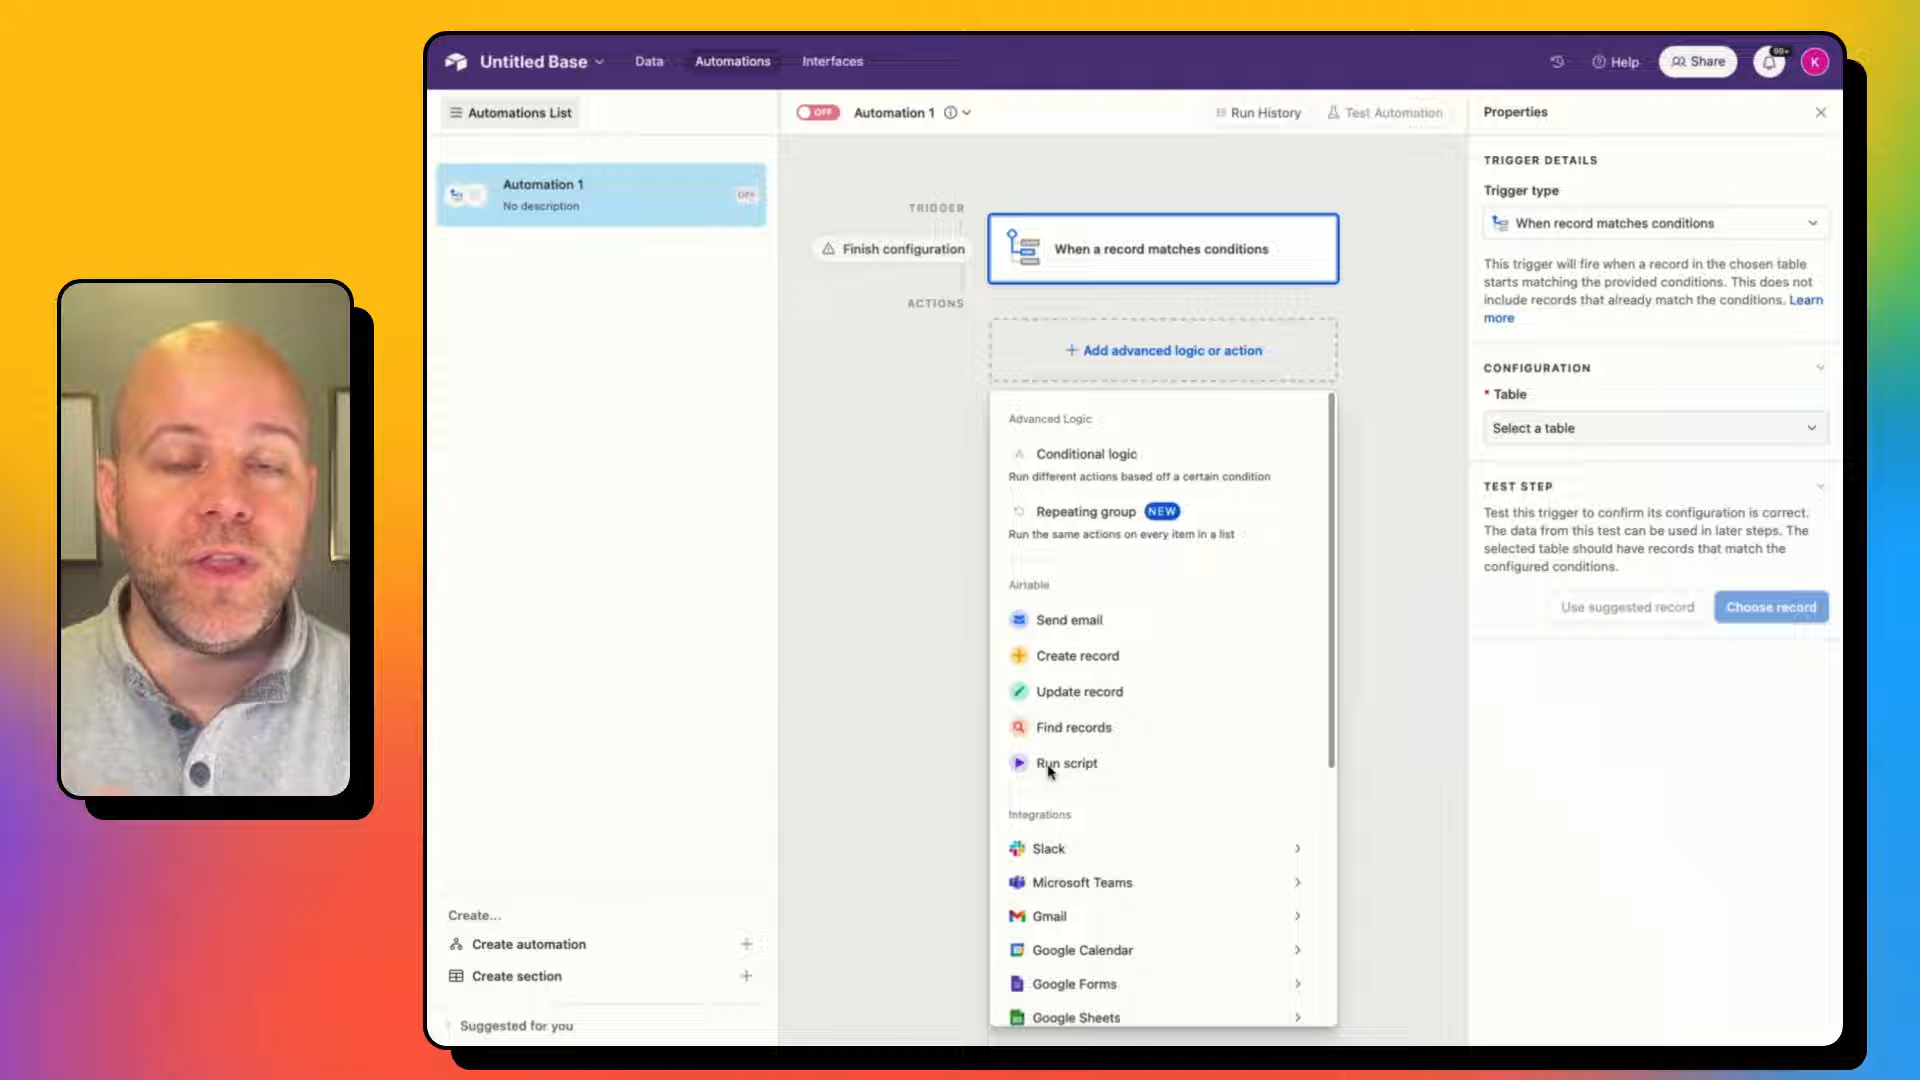 Untitled Base
Data
Automations
Interfaces
Help
Share
99+
K
Automations List
OFF
Automation 1
Run History
Test Automation
Properties
Automation 1
No description
OFF
TRIGGER
Finish configuration
When a record matches conditions
ACTIONS
+ Add advanced logic or action
Advanced Logic
Conditional logic
Run different actions based off a certain condition
Repeating group NEW
Run the same actions on every item in a list
Airtable
Send email
Create record
Update record
Find records
Run script
Integrations
Slack
Microsoft Teams
Gmail
Google Calendar
Google Forms
Google Sheets
TRIGGER DETAILS
Trigger type
When record matches conditions
This trigger will fire when a record in the chosen table
starts matching the provided conditions. This does not
include records that already match the conditions. Learn
more
CONFIGURATION
* Table
Select a table
TEST STEP
Test this trigger to confirm its configuration is correct.
The data from this test can be used in later steps. The
selected table should have records that match the
configured conditions.
Use suggested record
Choose record
Create...
Create automation
Create section
Suggested for you